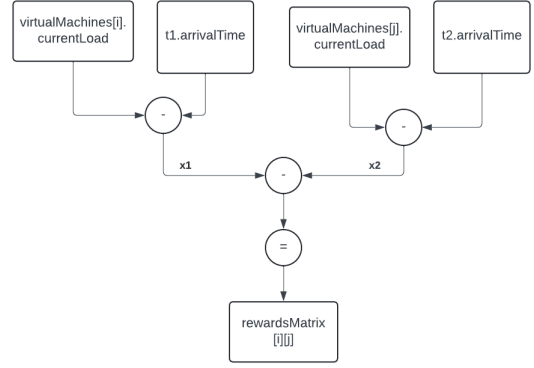 virtualMachines[i].
currentLoad
t1.arrivalTime
virtualMachines[j].
currentLoad
t2.arrivalTime
-
-
x1
-
x2
=
rewardsMatrix
[i][j]